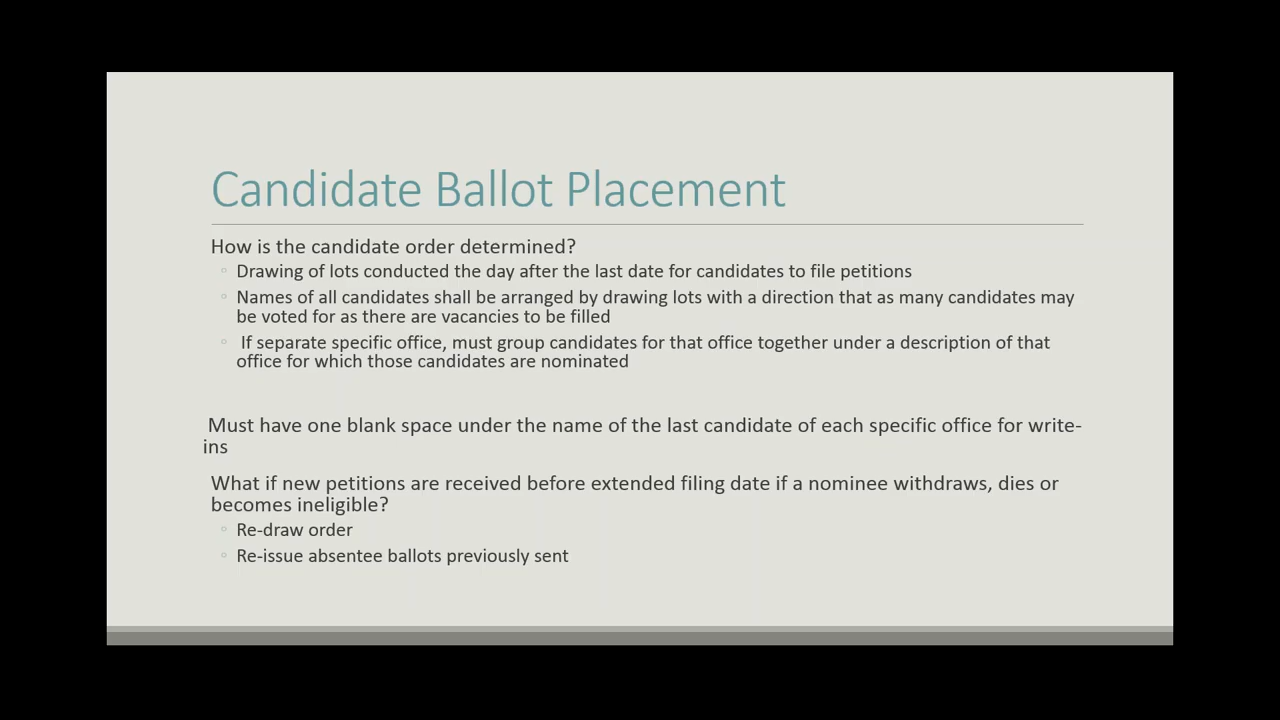 Candidate Ballot Placement
How is the candidate order determined?
◦ Drawing of lots conducted the day after the last date for candidates to file petitions
◦ Names of all candidates shall be arranged by drawing lots with a direction that as many candidates may
be voted for as there are vacancies to be filled
◦ If separate specific office, must group candidates for that office together under a description of that
office for which those candidates are nominated
Must have one blank space under the name of the last candidate of each specific office for write-
ins
What if new petitions are received before extended filing date if a nominee withdraws, dies or
becomes ineligible?
◦ Re-draw order
◦ Re-issue absentee ballots previously sent